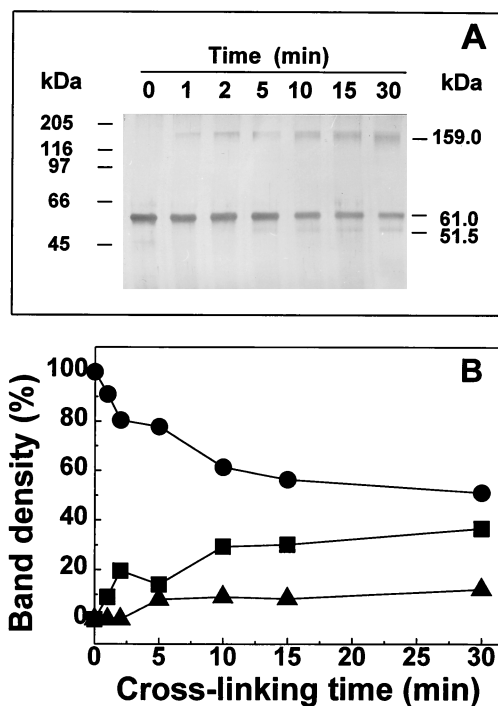 A
Time (min)
kDa 0 1 2 5 10 15 30 kDa
205
116
97
66
45
159.0
61.0
51.5
B
Band density (%)
100
80
60
40
20
0
0 5 10 15 20 25 30
Cross-linking time (min)